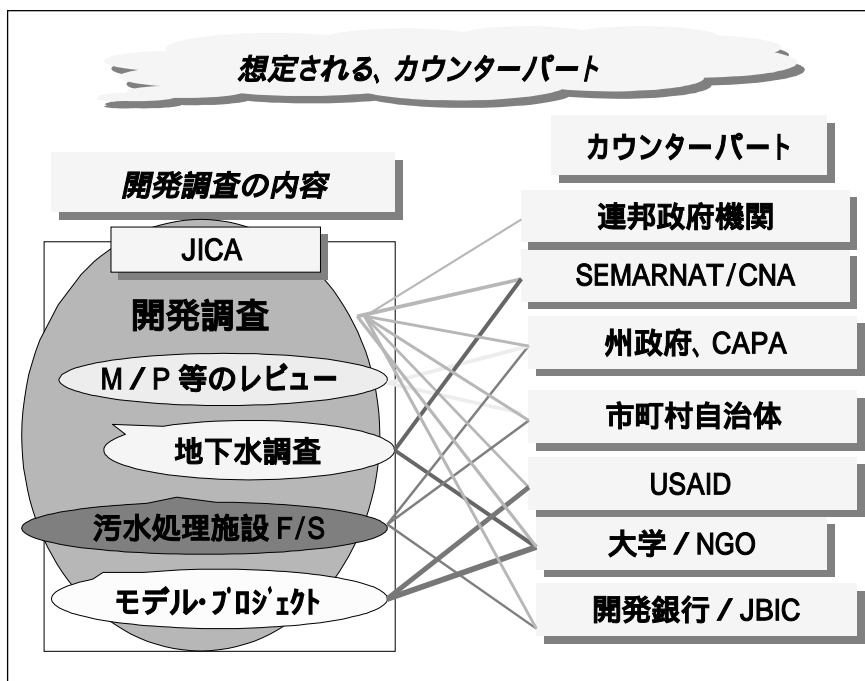 想定される、カウンターパート
カウンターパート
開発調査の内容
連邦政府機関
JICA
SEMARNAT/CNA
開発調査
州政府、CAPA
M/P 等のレビュー
市町村自治体
地下水調査
USAID
汚水処理施設 F/S
大学/NGO
モデル・プロジェクト
開発銀行/JBIC